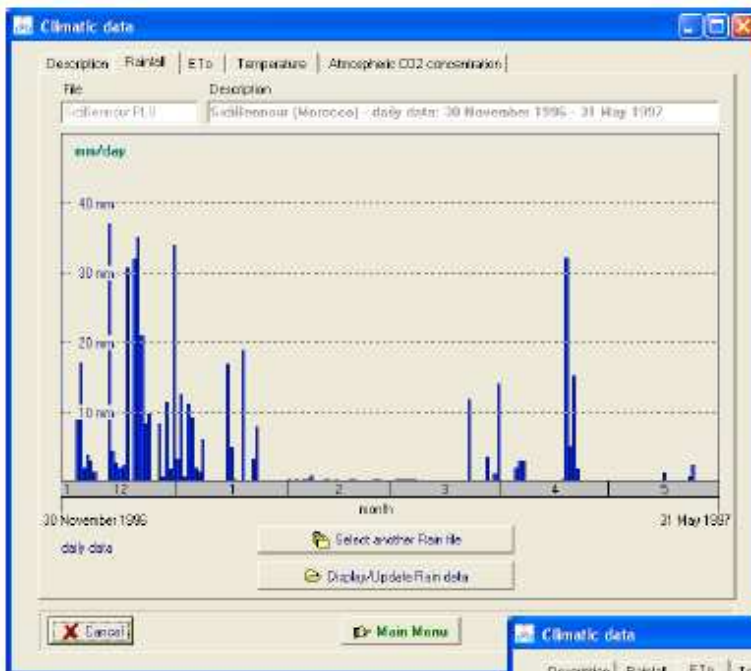 Climatic data
Description Rainfall ETo Temperature Atmospheric CO2 concentration
File Description
Sidibennour (Morocco) - daily data: 30 November 1996 - 31 May 1997
mm/day
40 mm
30 mm
20 mm
10 mm
1 12 1 2 3 4 5
month
30 November 1996 31 May 1997
daily data
Select another Rain file
Display/Update Rain data
Cancel
Main Menu
Climatic data
Description Rainfall ETo